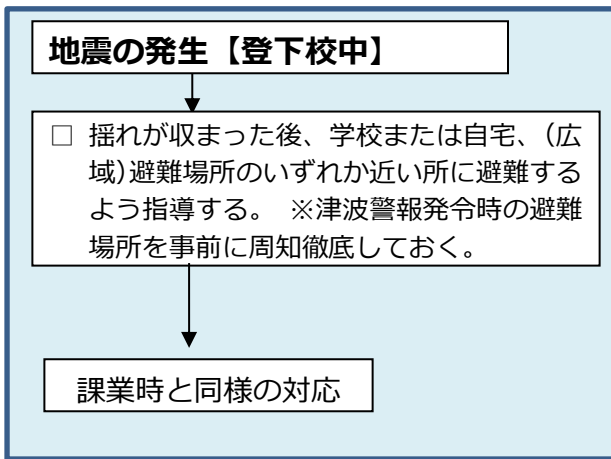 地震の発生【登下校中】
□ 揺れが収まった後、学校または自宅、（広
域）避難場所のいずれか近い所に避難する
よう指導する。 ※津波警報発令時の避難
場所を事前に周知徹底しておく。
課業時と同様の対応